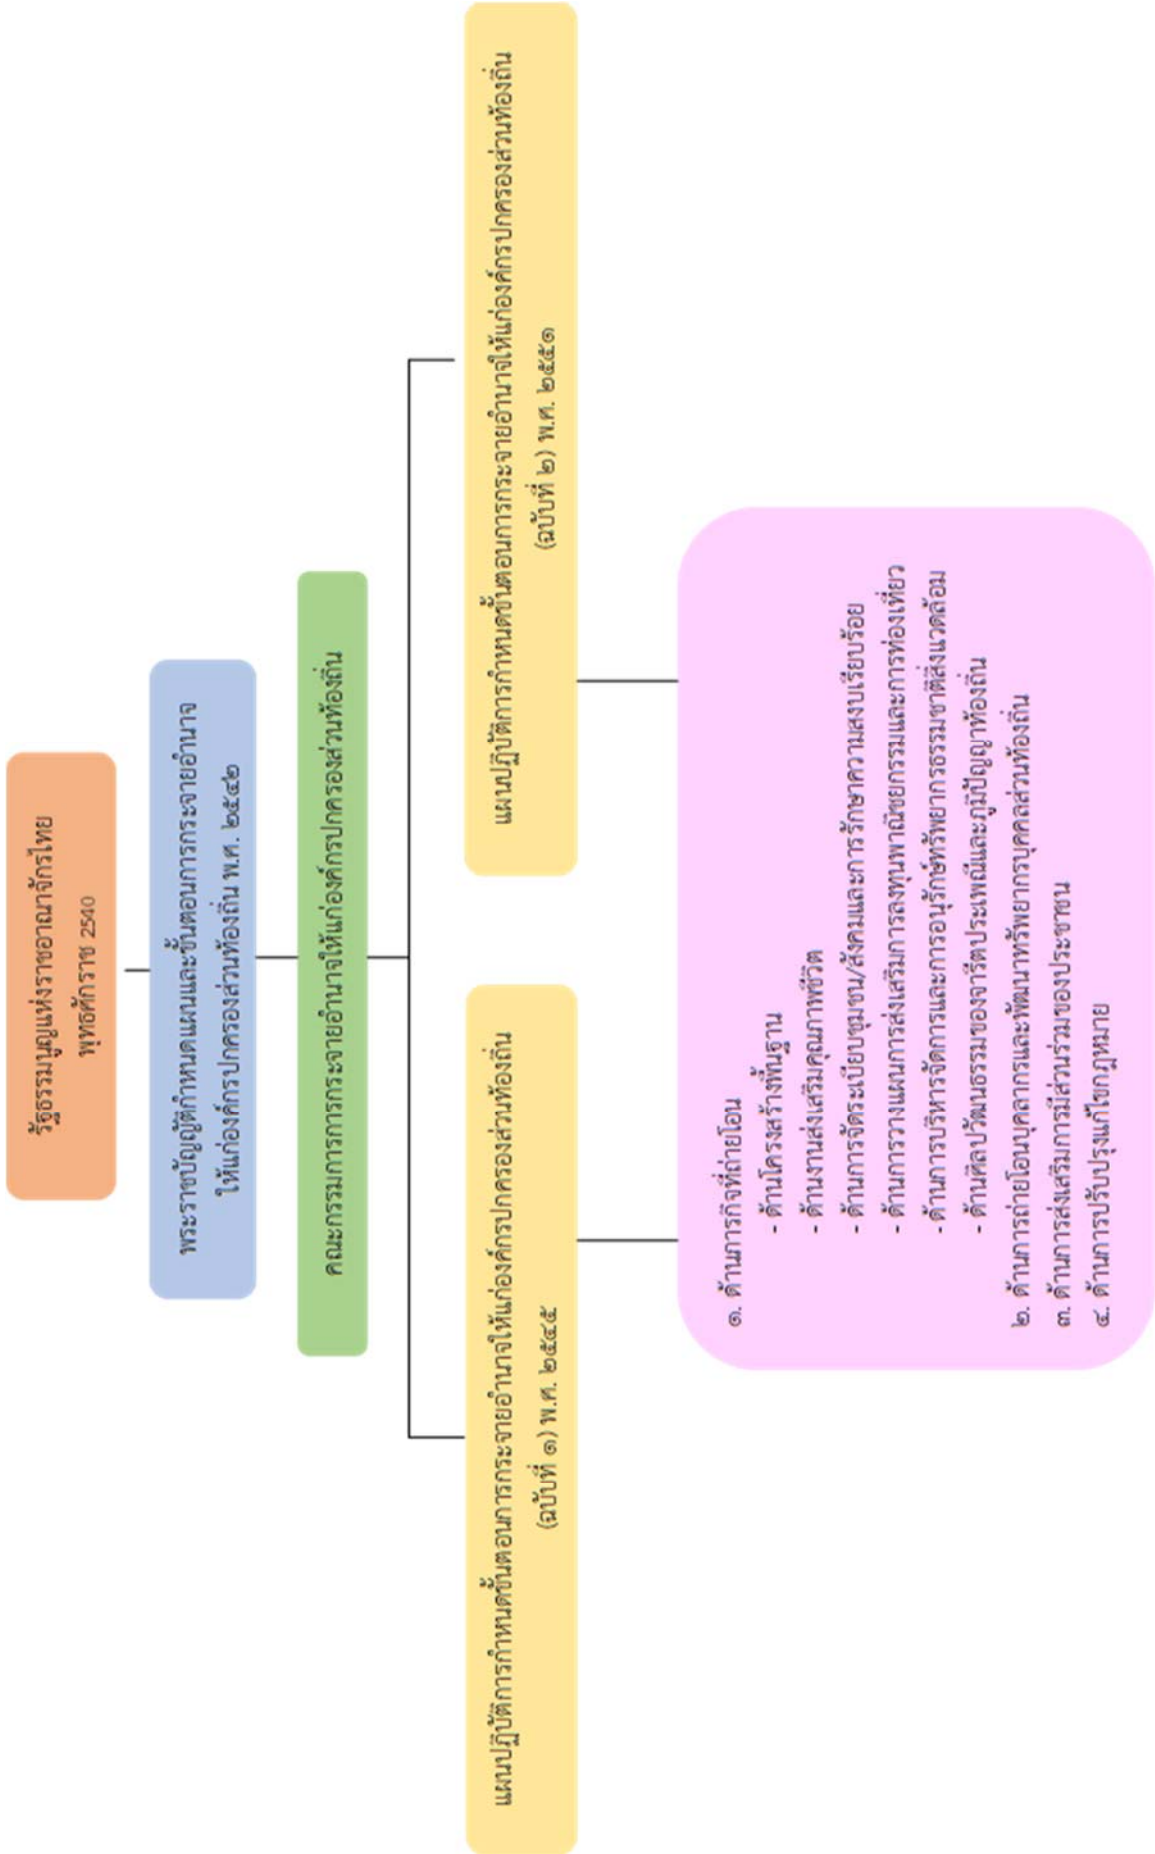 รัฐธรรมนูญแห่งราชอาณาจักรไทย
พุทธศักราช 2540
พระราชบัญญัติกำหนดแผนและขั้นตอนการกระจายอำนาจ
ให้แก่องค์กรปกครองส่วนท้องถิ่น พ.ศ. ๒๕๔๒
คณะกรรมการการกระจายอำนาจให้แก่องค์กรปกครองส่วนท้องถิ่น
แผนปฏิบัติการกำหนดขั้นตอนการกระจายอำนาจให้แก่องค์กรปกครองส่วนท้องถิ่น
(ฉบับที่ ๑) พ.ศ. ๒๕๔๕
แผนปฏิบัติการกำหนดขั้นตอนการกระจายอำนาจให้แก่องค์กรปกครองส่วนท้องถิ่น
(ฉบับที่ ๒) พ.ศ. ๒๕๕๑
๑. ด้านภารกิจที่ถ่ายโอน
- ด้านโครงสร้างพื้นฐาน
- ด้านงานส่งเสริมคุณภาพชีวิต
- ด้านการจัดระเบียบชุมชน/สังคมและการรักษาความสงบเรียบร้อย
- ด้านการวางแผนการส่งเสริมการลงทุนพาณิชยกรรมและการท่องเที่ยว
- ด้านการบริหารจัดการและการอนุรักษ์ทรัพยากรธรรมชาติสิ่งแวดล้อม
- ด้านศิลปวัฒนธรรมของจารีตประเพณีและภูมิปัญญาท้องถิ่น
๒. ด้านการถ่ายโอนบุคลากรและพัฒนาทรัพยากรบุคคลส่วนท้องถิ่น
๓. ด้านการส่งเสริมการมีส่วนร่วมของประชาชน
๔. ด้านการปรับปรุงแก้ไขกฎหมาย